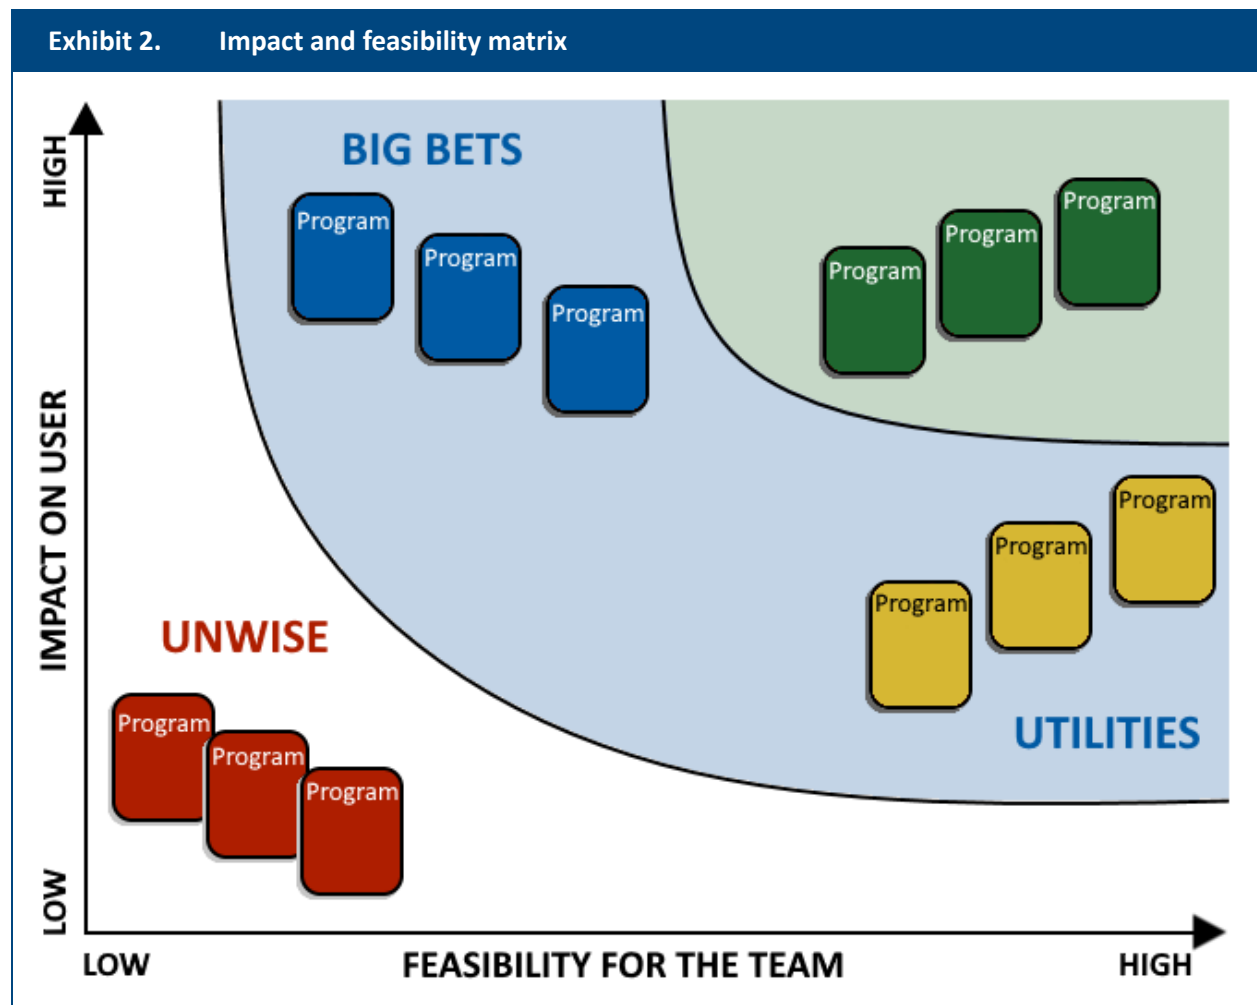 Exhibit 2. Impact and feasibility matrix
HIGH
IMPACT ON USER
LOW
BIG BETS
Program
Program
Program
Program
Program
Program
Program
Program
Program
UTILITIES
UNWISE
Program
Program
Program
LOW
FEASIBILITY FOR THE TEAM
HIGH